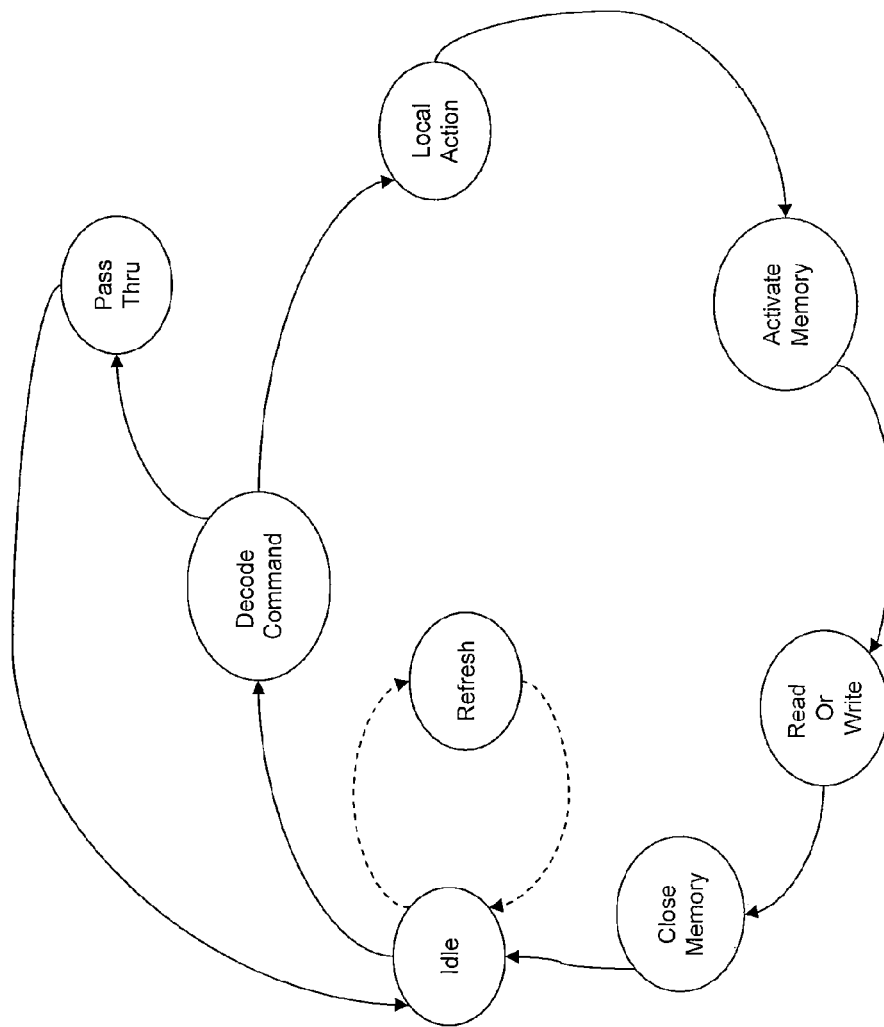 Idle
Refresh
Decode
Command
Pass
Thru
Local
Action
Activate
Memory
Read
Or
Write
Close
Memory